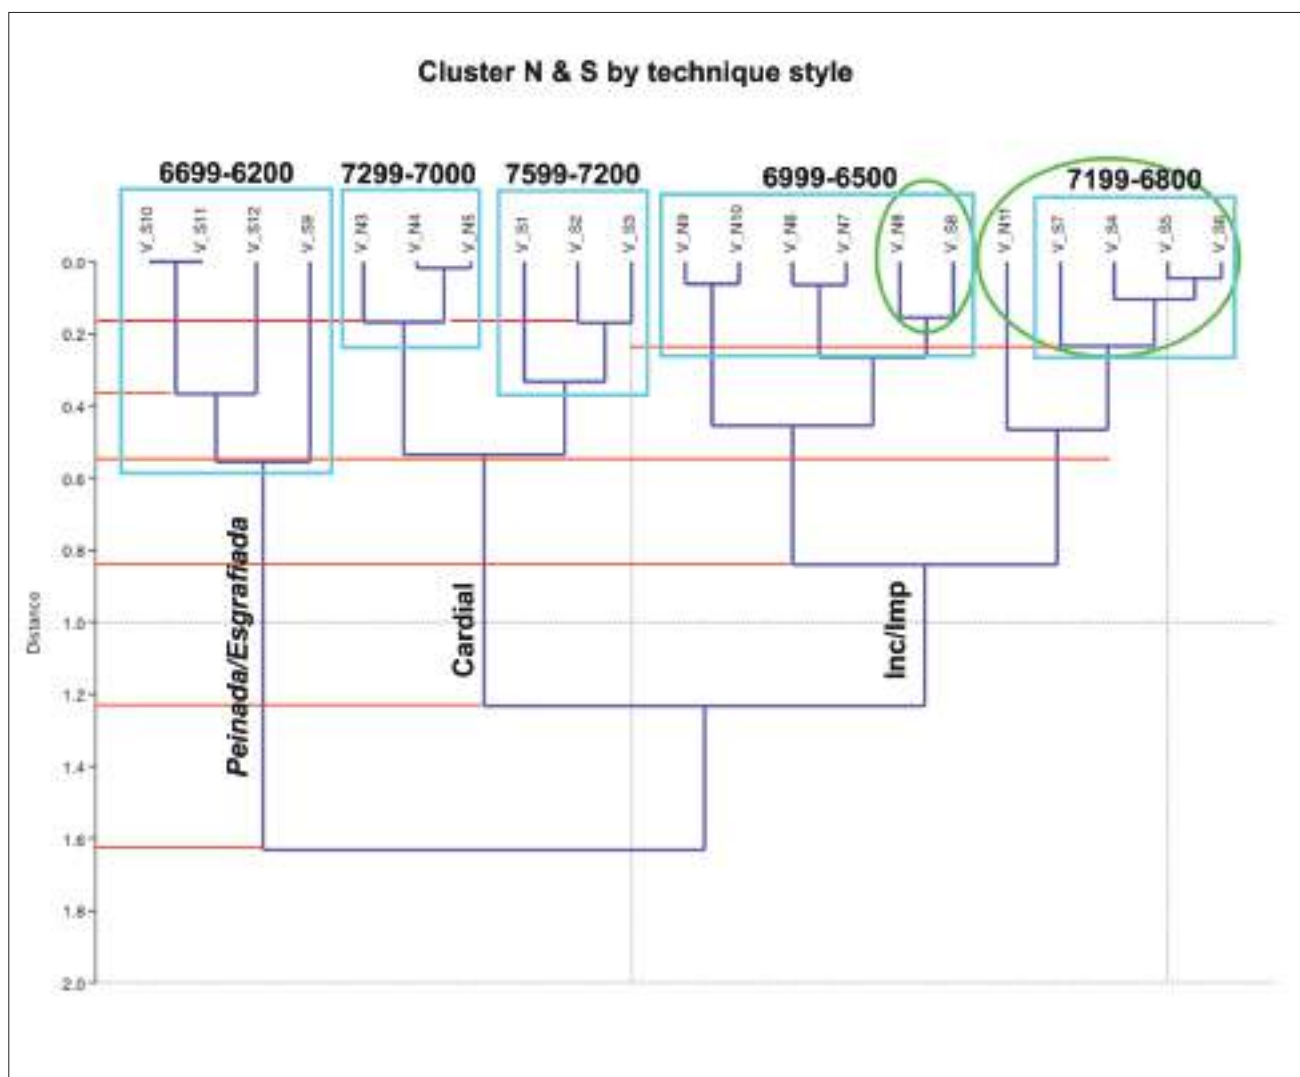 Cluster N & S by technique style
6699-6200 7299-7000 7599-7200 6999-6500 7199-6800
V_S10 V_S11 V_S12 V_S9 V_N3 V_N4 V_N5 V_S1 V_S2 V_S3 V_N9 V_N10 V_N6 V_N7 V_N8 V_S8 V_N11 V_S7 V_S4 V_S5 V_S6
0.0
0.2
0.4
0.6
0.8
1.0
1.2
1.4
1.6
1.8
2.0
Distance
Peinada/Esgrafiada
Cardial
Inc/Imp